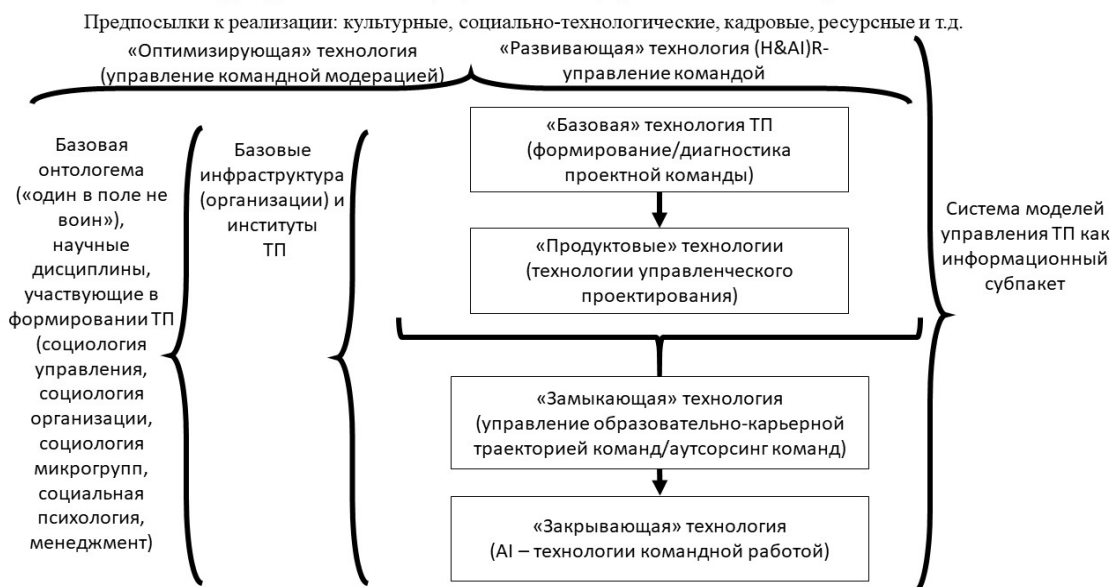 Предпосылки к реализации: культурные, социально-технологические, кадровые, ресурсные и т.д.
«Оптимизирующая» технология
(управление командной модерацией)
«Развивающая» технология (H&AI)R-
управление командой
Базовая
онтологема
(«один в поле не
воин»),
научные
дисциплины,
участвующие в
формировании ТП
(социология
управления,
социология
организации,
социология
микрогрупп,
социальная
психология,
менеджмент)
Базовые
инфраструктура
(организации) и
институты
ТП
«Базовая» технология ТП
(формирование/диагностика
проектной команды)
«Продуктовые» технологии
(технологии управленческого
проектирования)
«Замыкающая» технология
(управление образовательно-карьерной
траекторией команд/аутсорсинг команд)
«Закрывающая» технология
(AI – технологии командной работой)
Система моделей
управления ТП как
информационный
субпакет